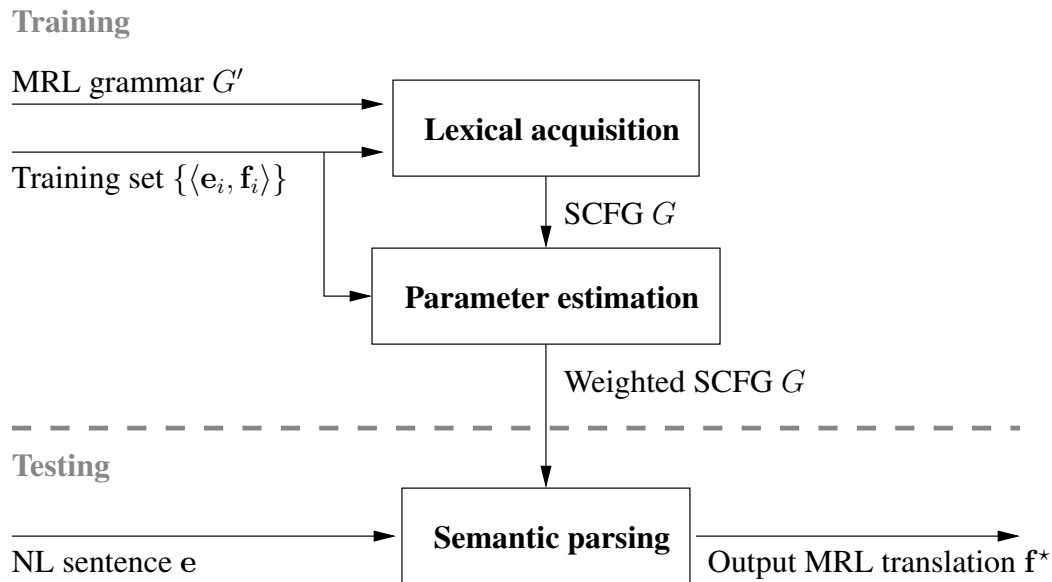 Training
MRL grammar G′
Lexical acquisition
Training set {⟨e_i, f_i⟩}
SCFG G
Parameter estimation
Weighted SCFG G
Testing
Semantic parsing
NL sentence e
Output MRL translation f⋆